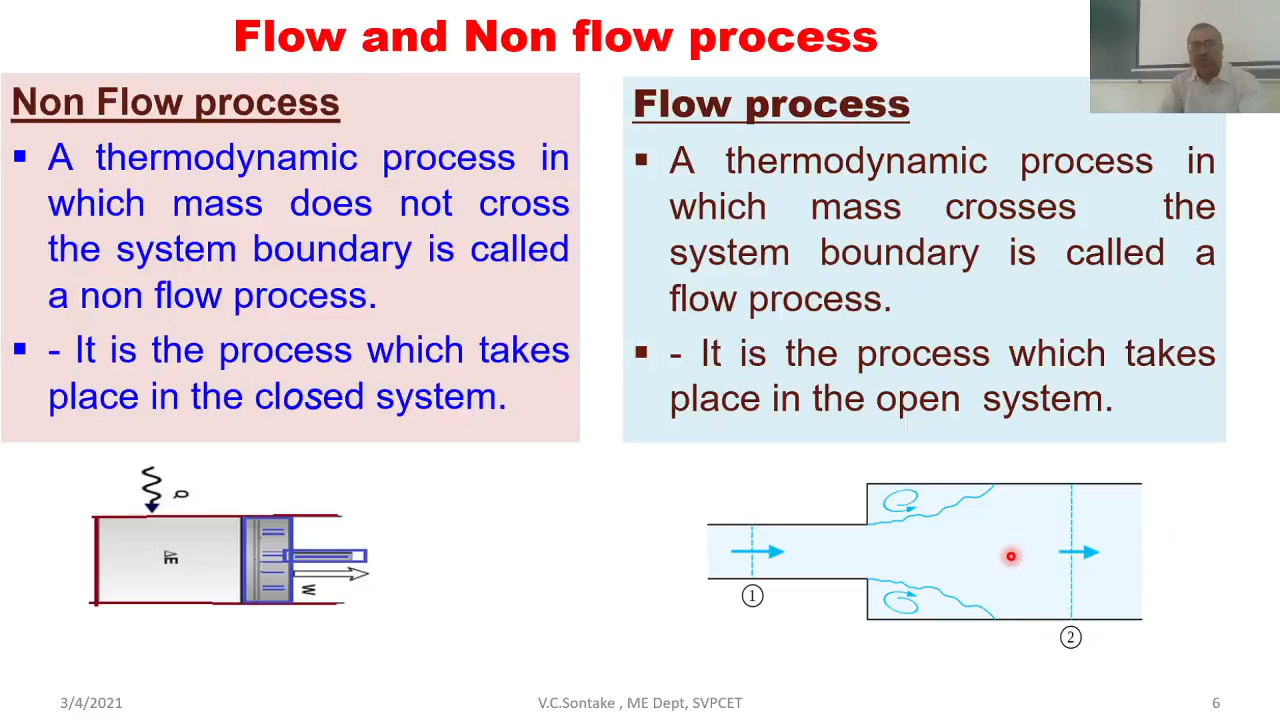 Flow and Non flow process
Non Flow process
▪ A thermodynamic process in
which mass does not cross
the system boundary is called
a non flow process.
▪ - It is the process which takes
place in the closed system.
Flow process
▪ A thermodynamic process in
which mass crosses the
system boundary is called a
flow process.
▪ - It is the process which takes
place in the open system.
Q
ΔE
W
1
2
3/4/2021
V.C.Sontake , ME Dept, SVPCET
6